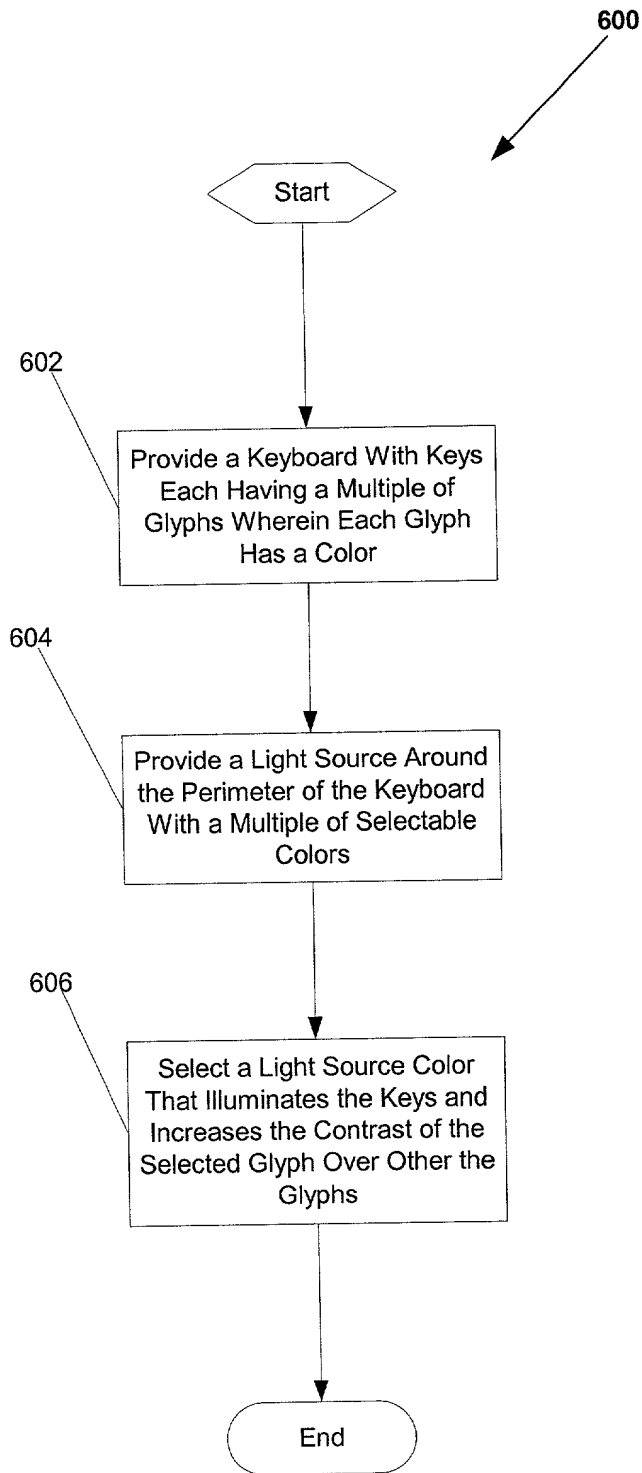 600
Start
602
Provide a Keyboard With Keys
Each Having a Multiple of
Glyphs Wherein Each Glyph
Has a Color
604
Provide a Light Source Around
the Perimeter of the Keyboard
With a Multiple of Selectable
Colors
606
Select a Light Source Color
That Illuminates the Keys and
Increases the Contrast of the
Selected Glyph Over Other the
Glyphs
End